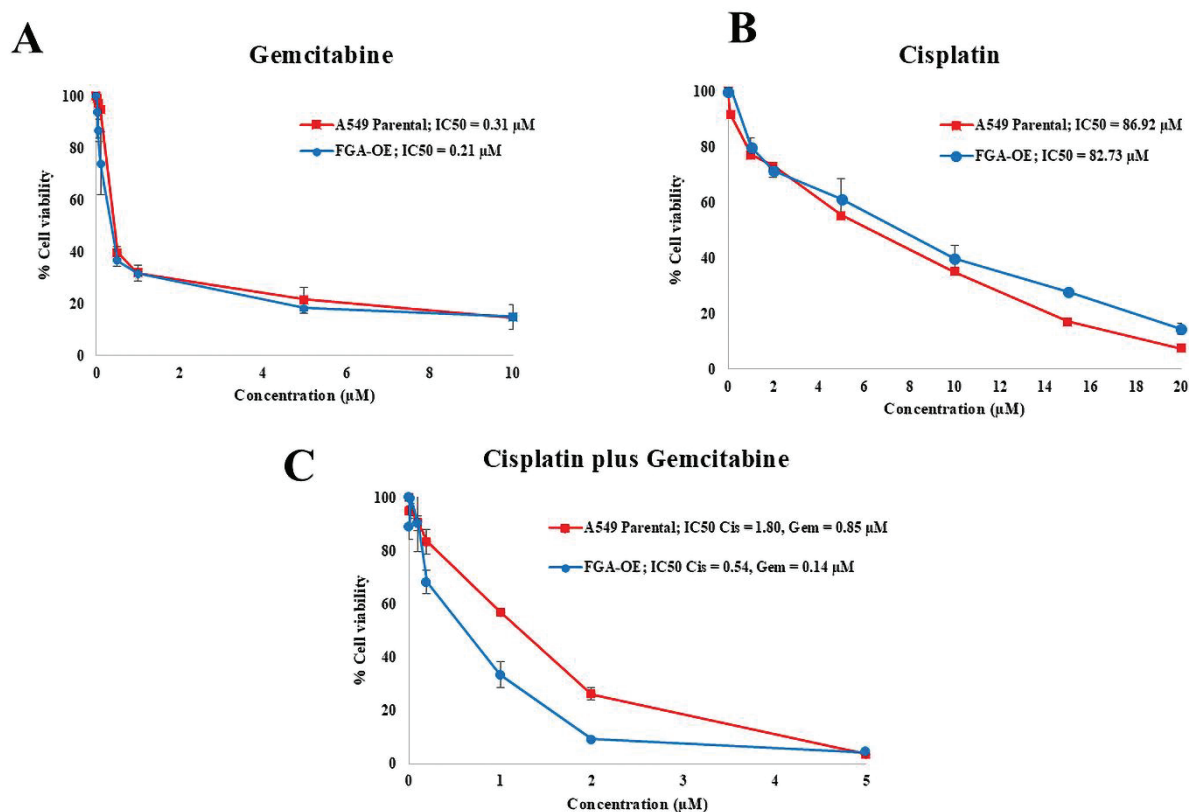 A
Gemcitabine
100
80
60
40
20
0
% Cell viability
A549 Parental; IC50 = 0.31 µM
FGA-OE; IC50 = 0.21 µM
0 2 4 6 8 10
Concentration (µM)
B
Cisplatin
100
80
60
40
20
0
% Cell viability
A549 Parental; IC50 = 86.92 µM
FGA-OE; IC50 = 82.73 µM
0 2 4 6 8 10 12 14 16 18 20
Concentration (µM)
C
Cisplatin plus Gemcitabine
100
80
60
40
20
0
% Cell viability
A549 Parental; IC50 Cis = 1.80, Gem = 0.85 µM
FGA-OE; IC50 Cis = 0.54, Gem = 0.14 µM
0 1 2 3 4 5
Concentration (µM)